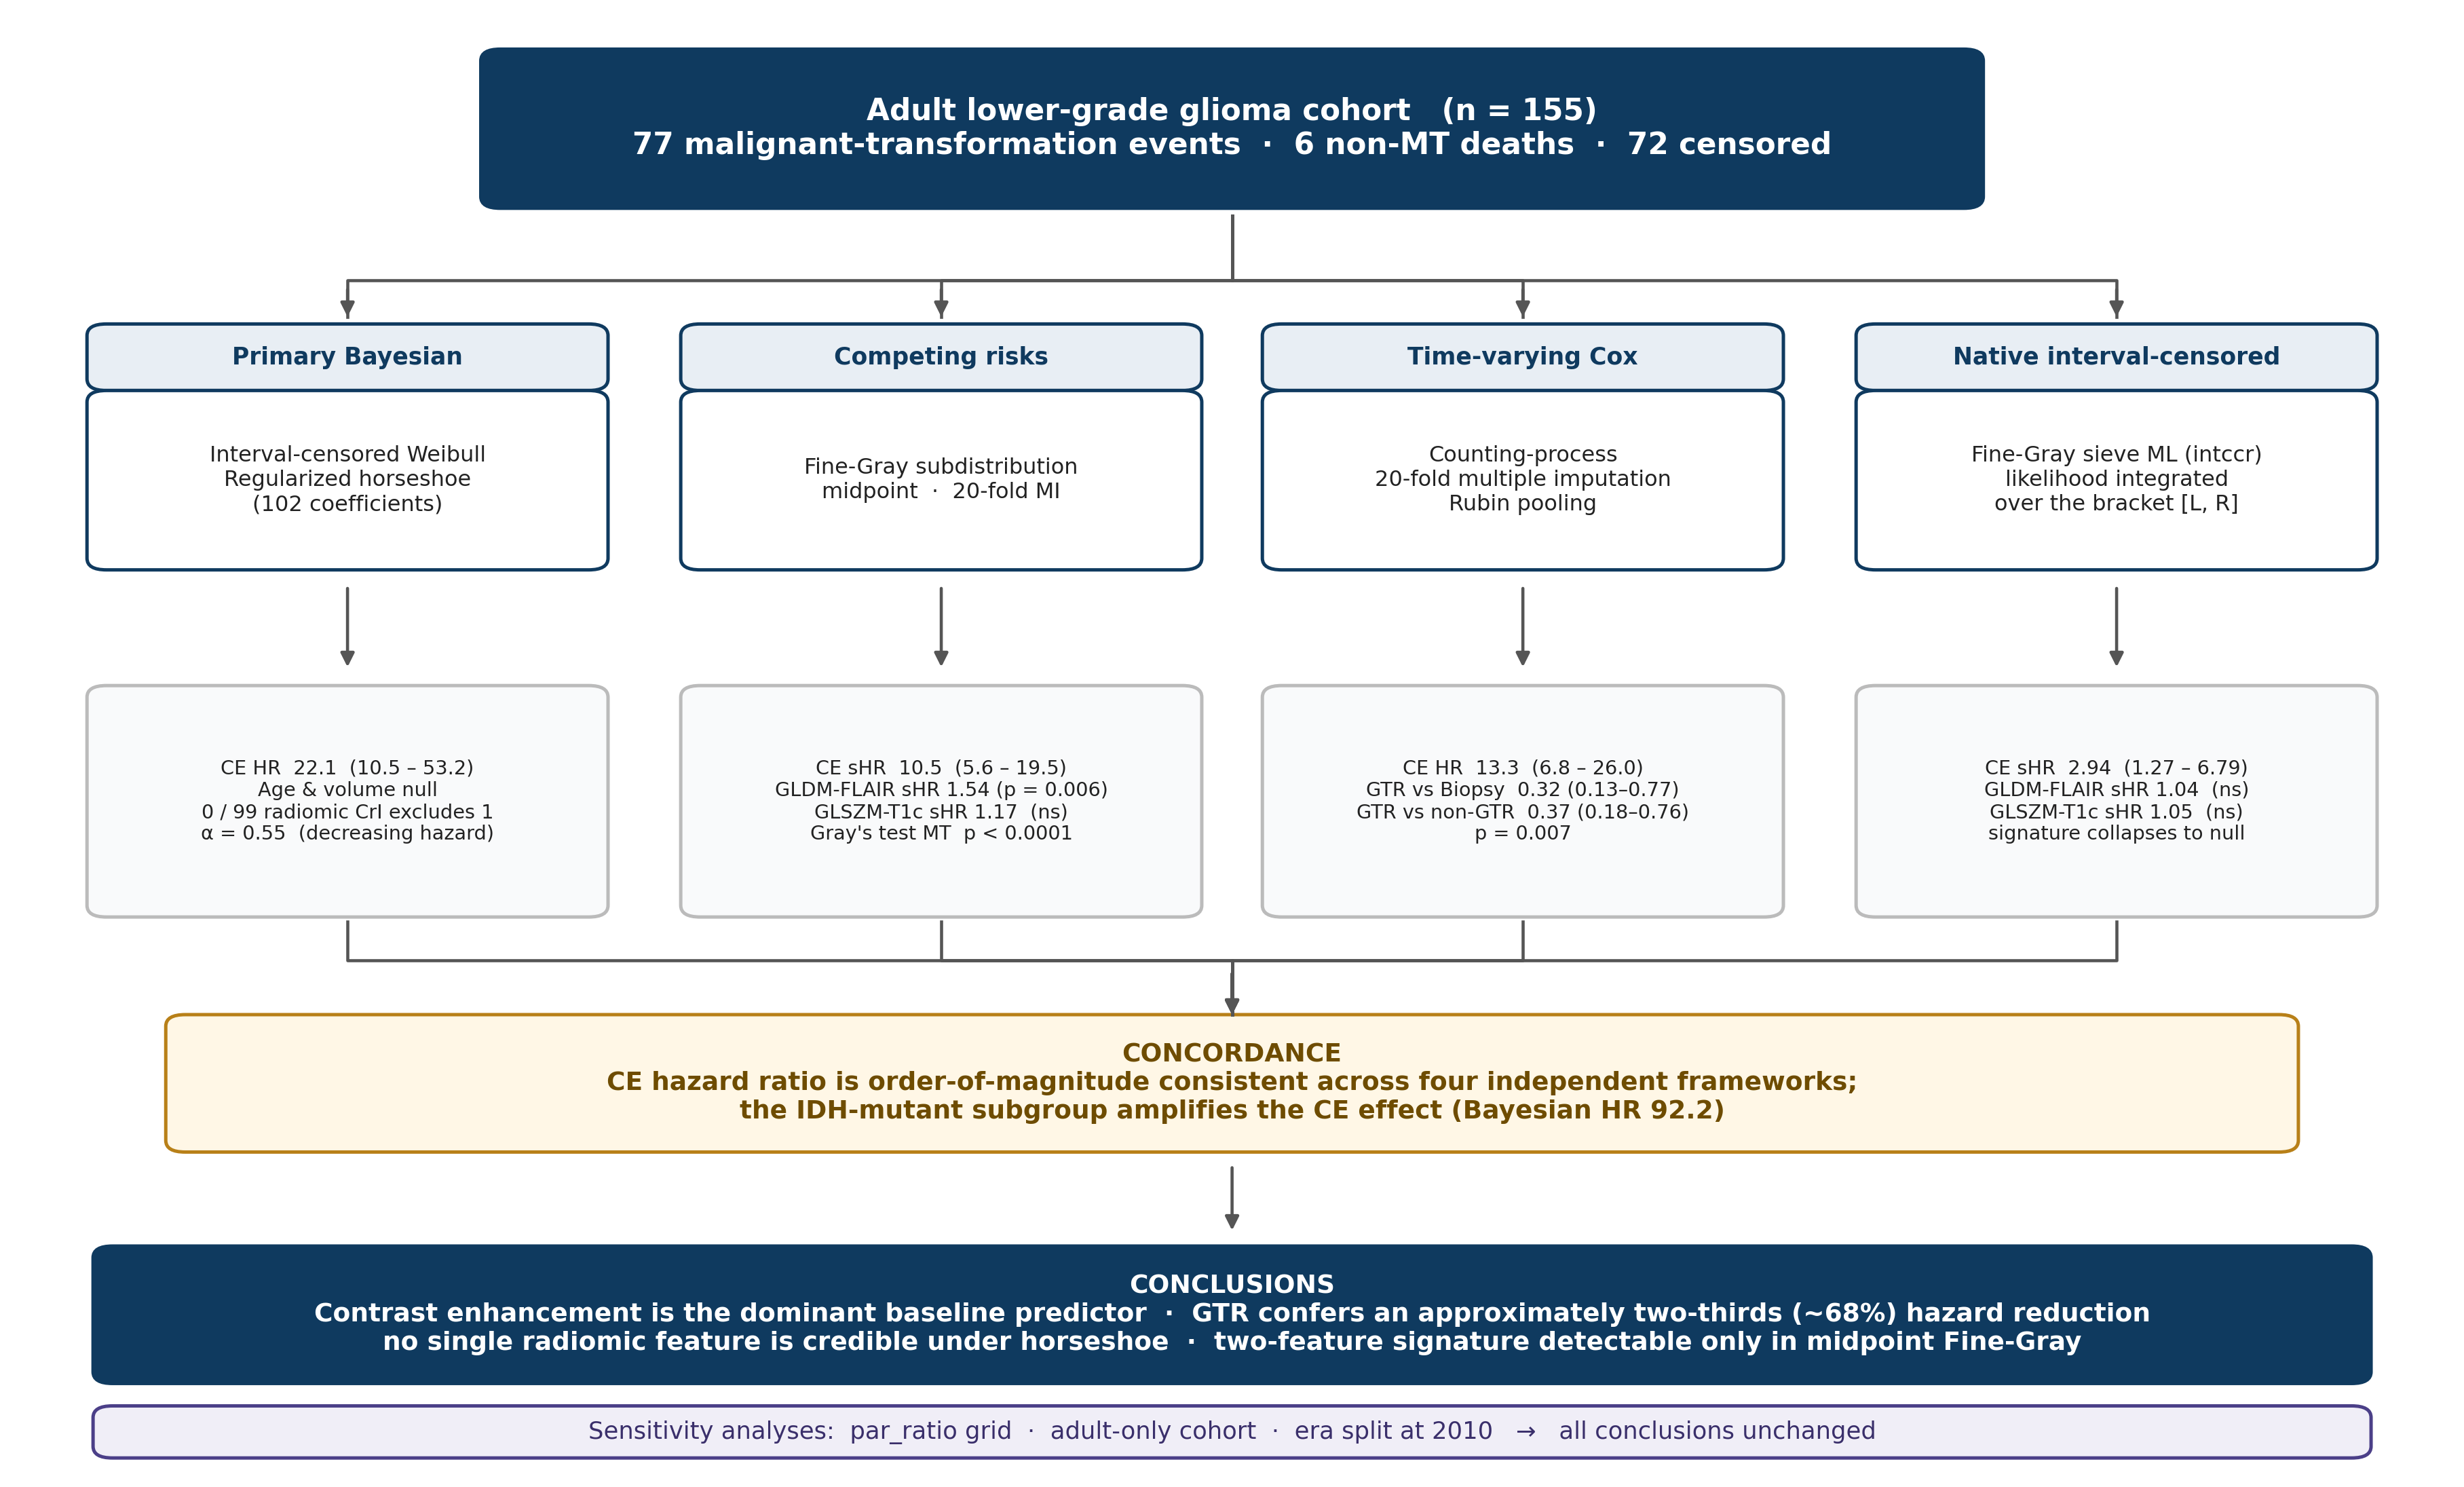 Adult lower-grade glioma cohort (n = 155)
77 malignant-transformation events · 6 non-MT deaths · 72 censored
Primary Bayesian
Interval-censored Weibull
Regularized horseshoe
(102 coefficients)
CE HR 22.1 (10.5 – 53.2)
Age & volume null
0 / 99 radiomic CrI excludes 1
α = 0.55 (decreasing hazard)
Competing risks
Fine-Gray subdistribution
midpoint · 20-fold MI
CE sHR 10.5 (5.6 – 19.5)
GLDM-FLAIR sHR 1.54 (p = 0.006)
GLSZM-T1c sHR 1.17 (ns)
Gray's test MT p < 0.0001
Time-varying Cox
Counting-process
20-fold multiple imputation
Rubin pooling
CE HR 13.3 (6.8 – 26.0)
GTR vs Biopsy 0.32 (0.13–0.77)
GTR vs non-GTR 0.37 (0.18–0.76)
p = 0.007
Native interval-censored
Fine-Gray sieve ML (intccr)
likelihood integrated
over the bracket [L, R]
CE sHR 2.94 (1.27 – 6.79)
GLDM-FLAIR sHR 1.04 (ns)
GLSZM-T1c sHR 1.05 (ns)
signature collapses to null
CONCORDANCE
CE hazard ratio is order-of-magnitude consistent across four independent frameworks;
the IDH-mutant subgroup amplifies the CE effect (Bayesian HR 92.2)
CONCLUSIONS
Contrast enhancement is the dominant baseline predictor · GTR confers an approximately two-thirds (~68%) hazard reduction
no single radiomic feature is credible under horseshoe · two-feature signature detectable only in midpoint Fine-Gray
Sensitivity analyses: par_ratio grid · adult-only cohort · era split at 2010 → all conclusions unchanged